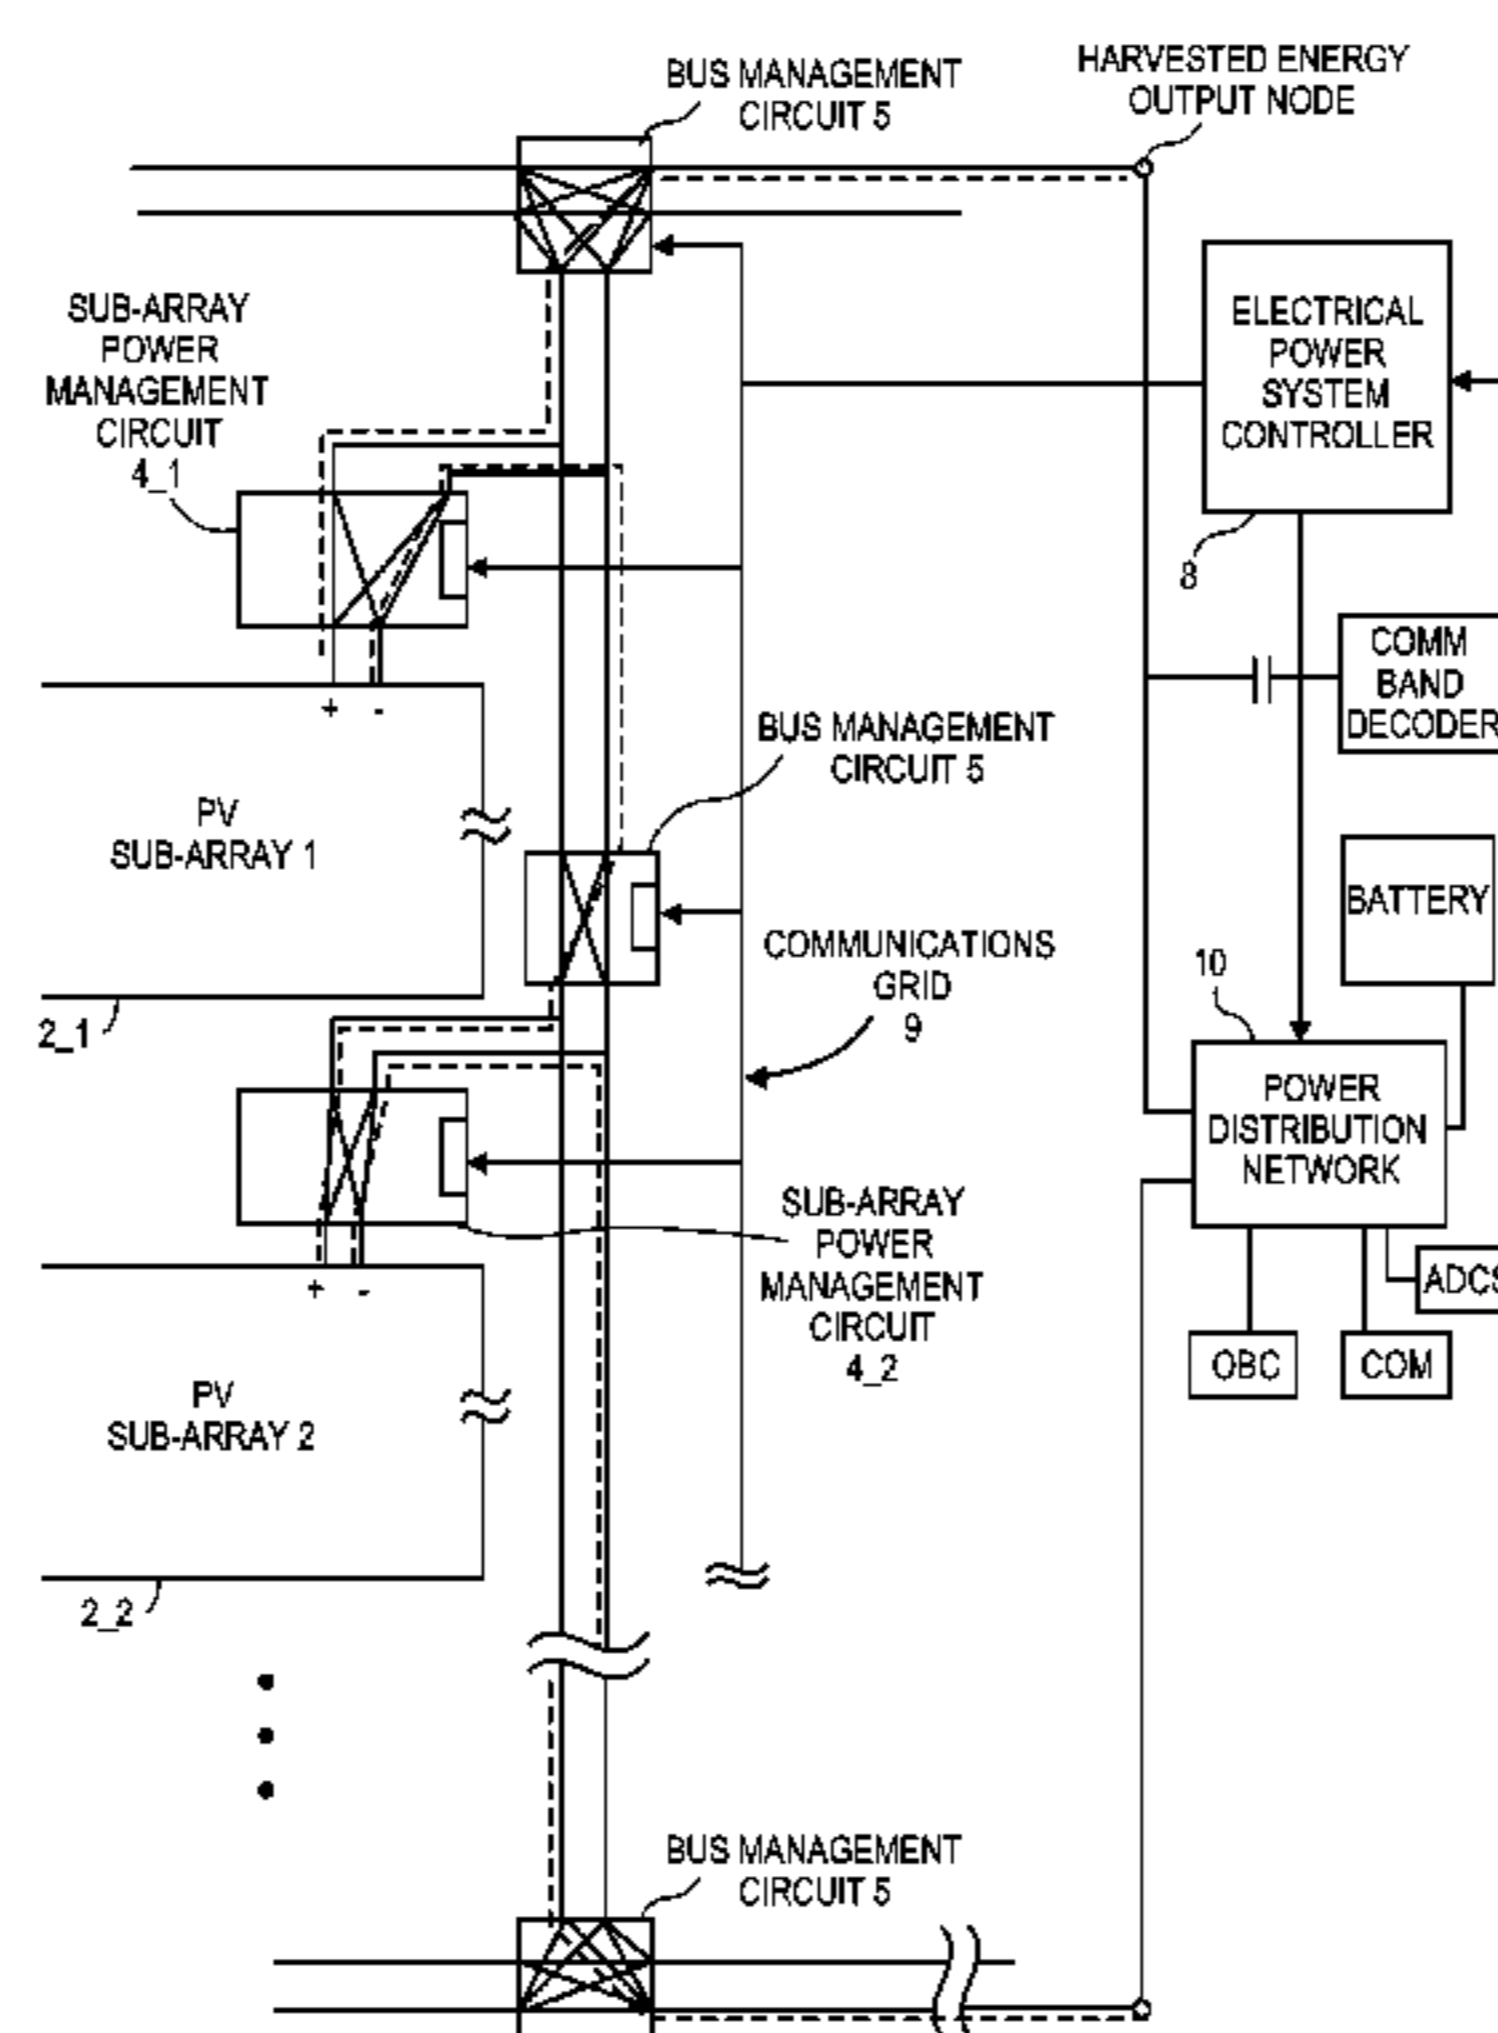 BUS MANAGEMENT
CIRCUIT 5
HARVESTED ENERGY
OUTPUT NODE
SUB-ARRAY
POWER
MANAGEMENT
CIRCUIT
4_1
ELECTRICAL
POWER
SYSTEM
CONTROLLER
8
COMM
BAND
DECODER
+ -
PV
SUB-ARRAY 1
2_1
BUS MANAGEMENT
CIRCUIT 5
BATTERY
COMMUNICATIONS
GRID
9
10
POWER
DISTRIBUTION
NETWORK
SUB-ARRAY
POWER
MANAGEMENT
CIRCUIT
4_2
ADCS
OBC
COM
+ -
PV
SUB-ARRAY 2
2_2
BUS MANAGEMENT
CIRCUIT 5